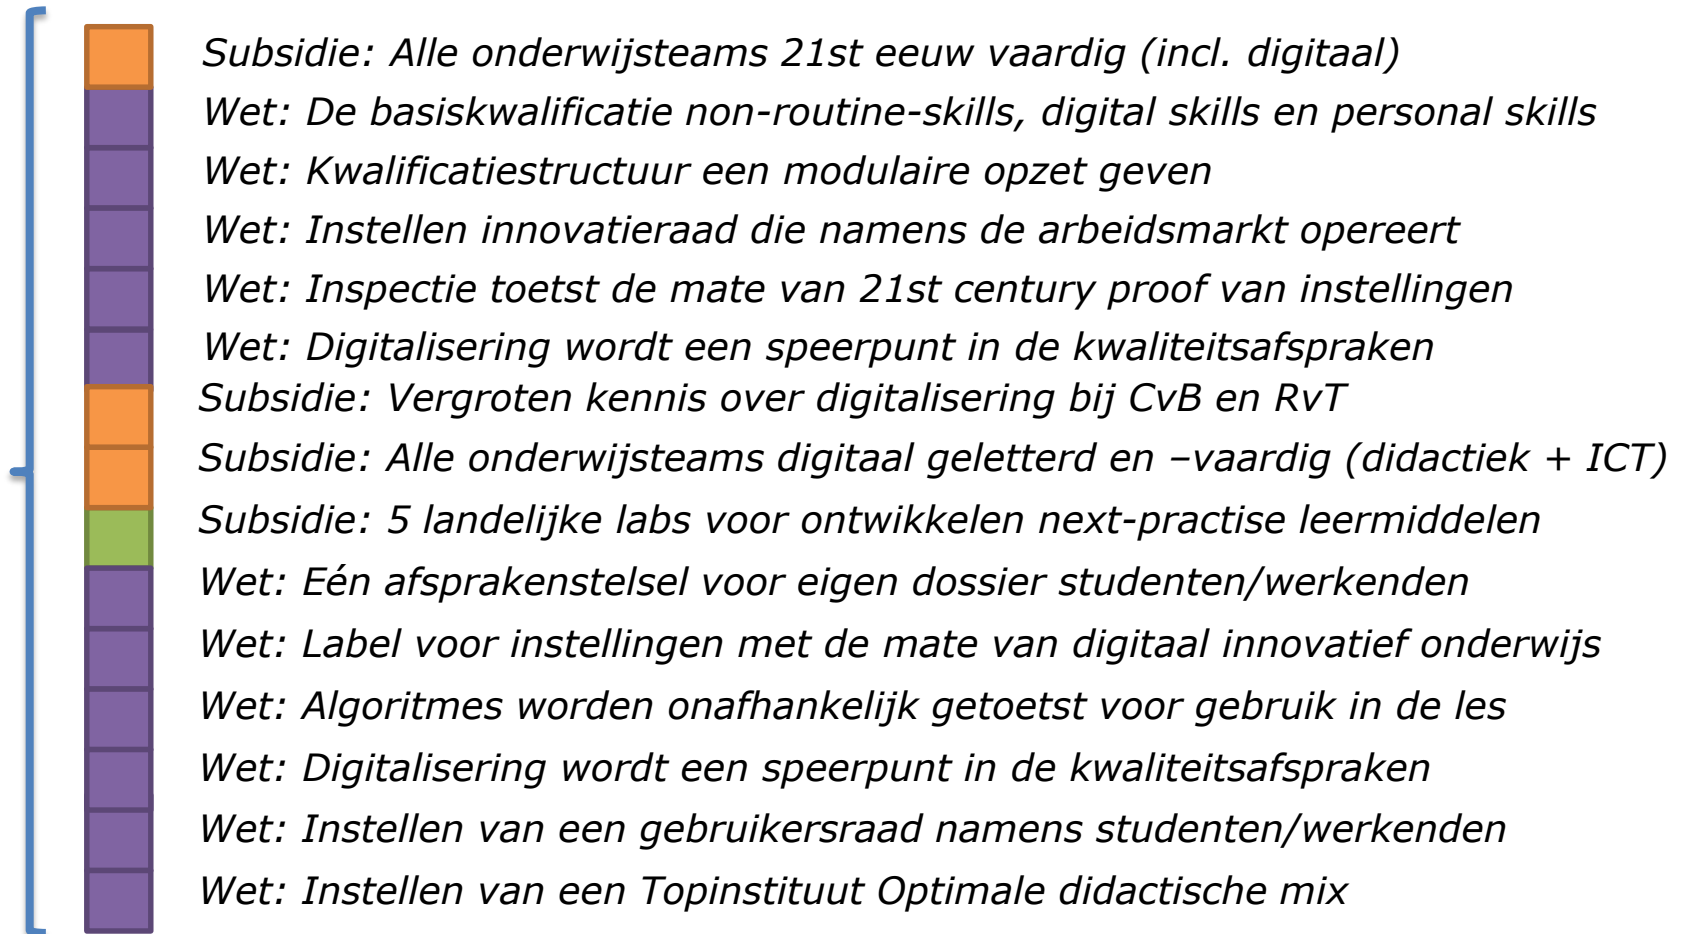 Subsidie: Alle onderwijsteams 21st eeuw vaardig (incl. digitaal)
Wet: De basiskwalificatie non-routine-skills, digital skills en personal skills
Wet: Kwalificatiestructuur een modulaire opzet geven
Wet: Instellen innovatieraad die namens de arbeidsmarkt opereert
Wet: Inspectie toetst de mate van 21st century proof van instellingen
Wet: Digitalisering wordt een speerpunt in de kwaliteitsafspraken
Subsidie: Vergroten kennis over digitalisering bij CvB en RvT
Subsidie: Alle onderwijsteams digitaal geletterd en –vaardig (didactiek + ICT)
Subsidie: 5 landelijke labs voor ontwikkelen next-practise leermiddelen
Wet: Eén afsprakenstelsel voor eigen dossier studenten/werkenden
Wet: Label voor instellingen met de mate van digitaal innovatief onderwijs
Wet: Algoritmes worden onafhankelijk getoetst voor gebruik in de les
Wet: Digitalisering wordt een speerpunt in de kwaliteitsafspraken
Wet: Instellen van een gebruikersraad namens studenten/werkenden
Wet: Instellen van een Topinstituut Optimale didactische mix